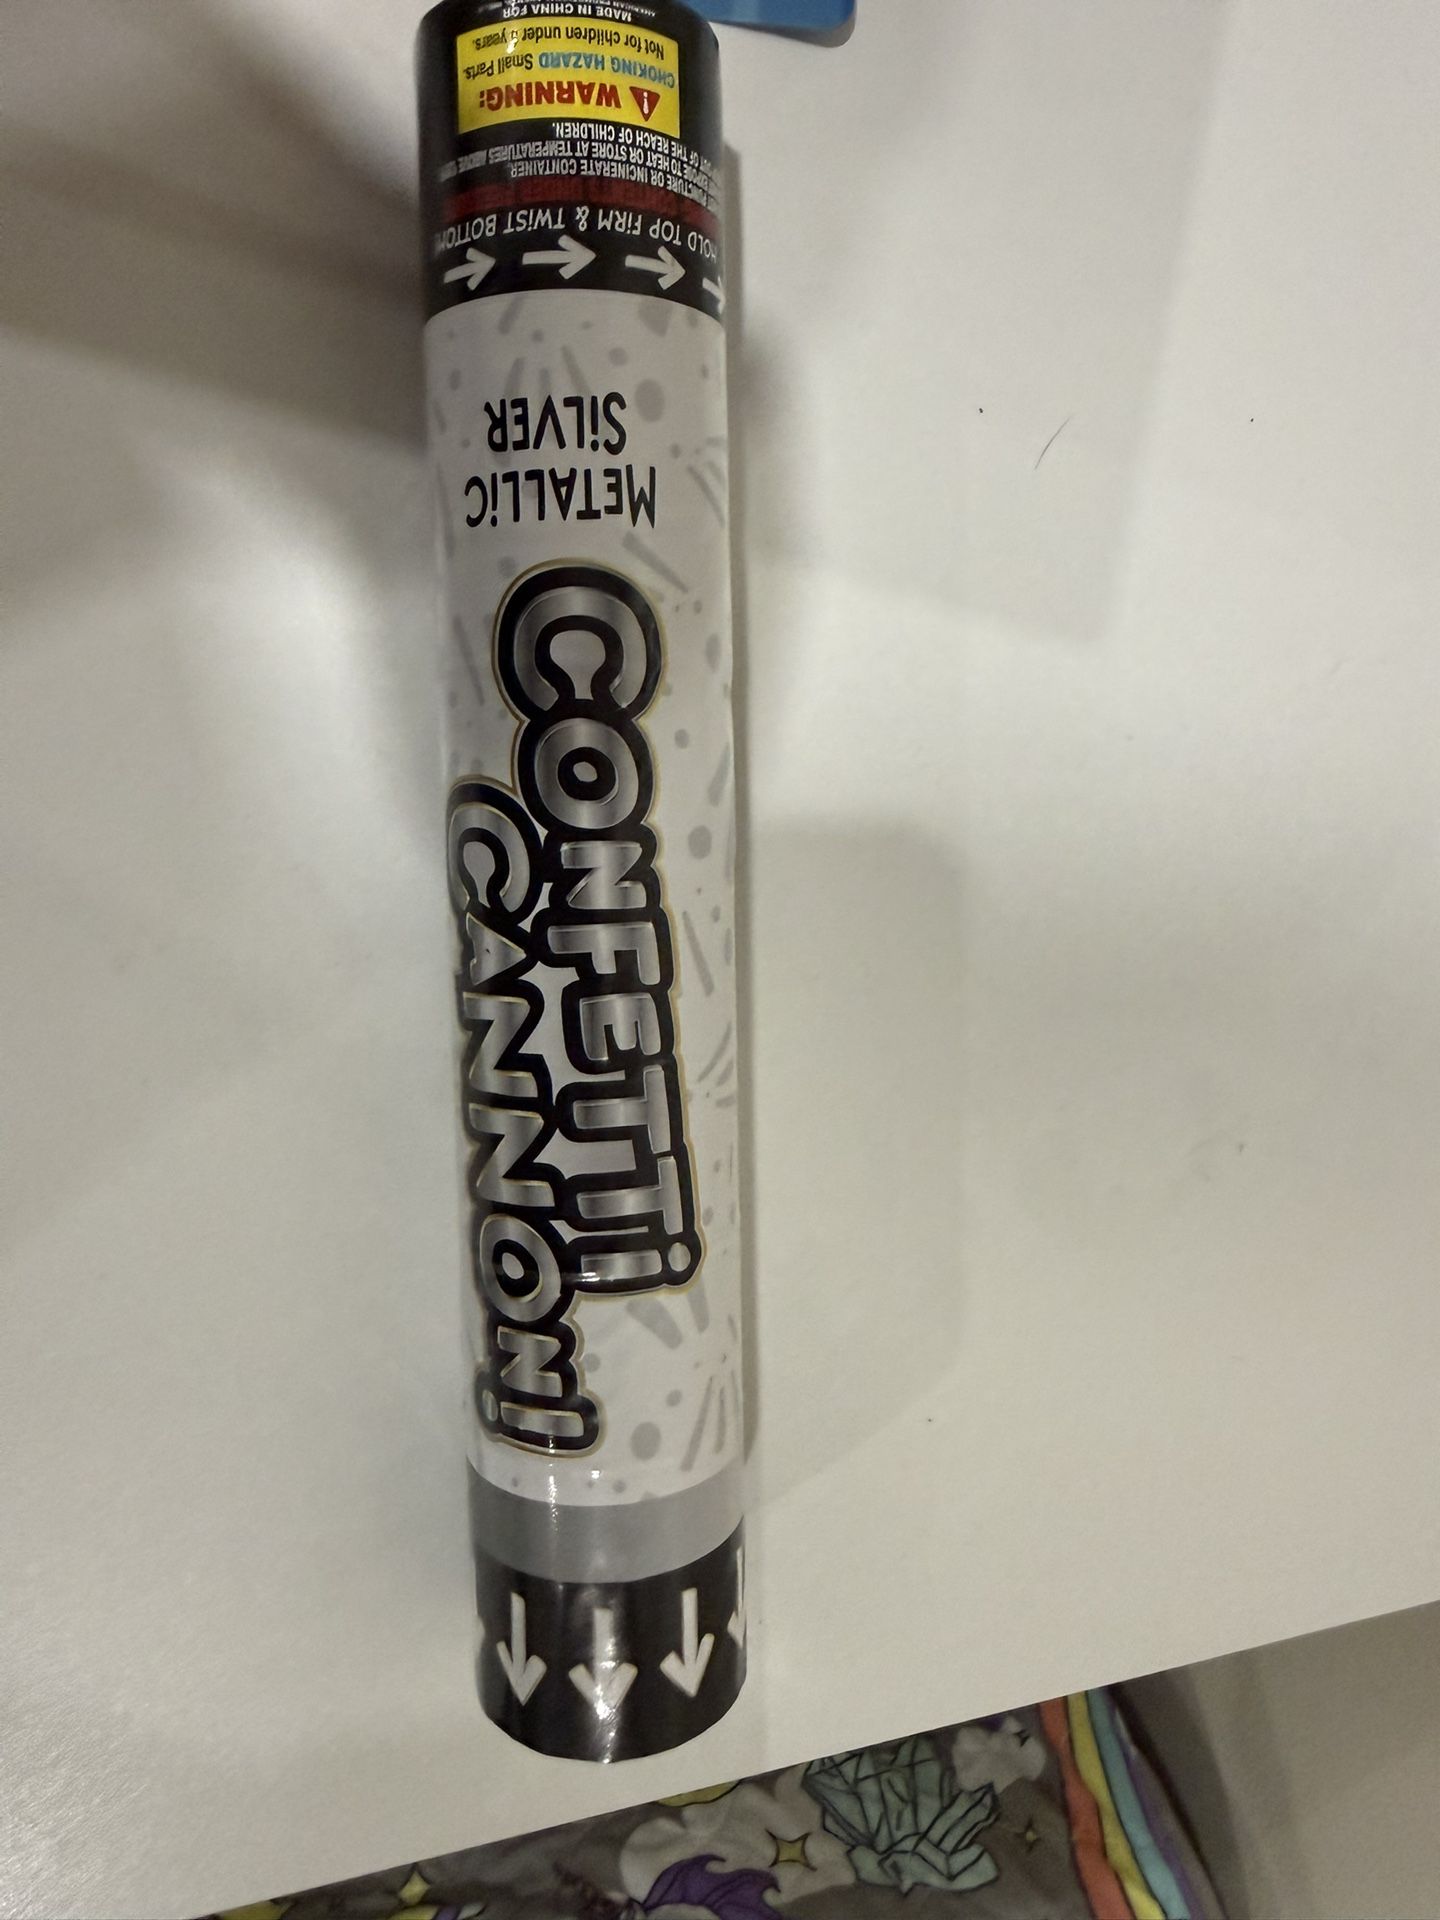 CONFETTi
CANNON!
METALLiC
SiLVER
HOLD TOP FiRM & TWiST BOTTOM
PUNCTURE OR INCINERATE CONTAINER.
EXPOSE TO HEAT OR STORE AT TEMPERATURES ABOVE
OUT OF THE REACH OF CHILDREN.
WARNING:
CHOKING HAZARD Small Parts.
Not for children under years.
MADE IN CHINA FOR